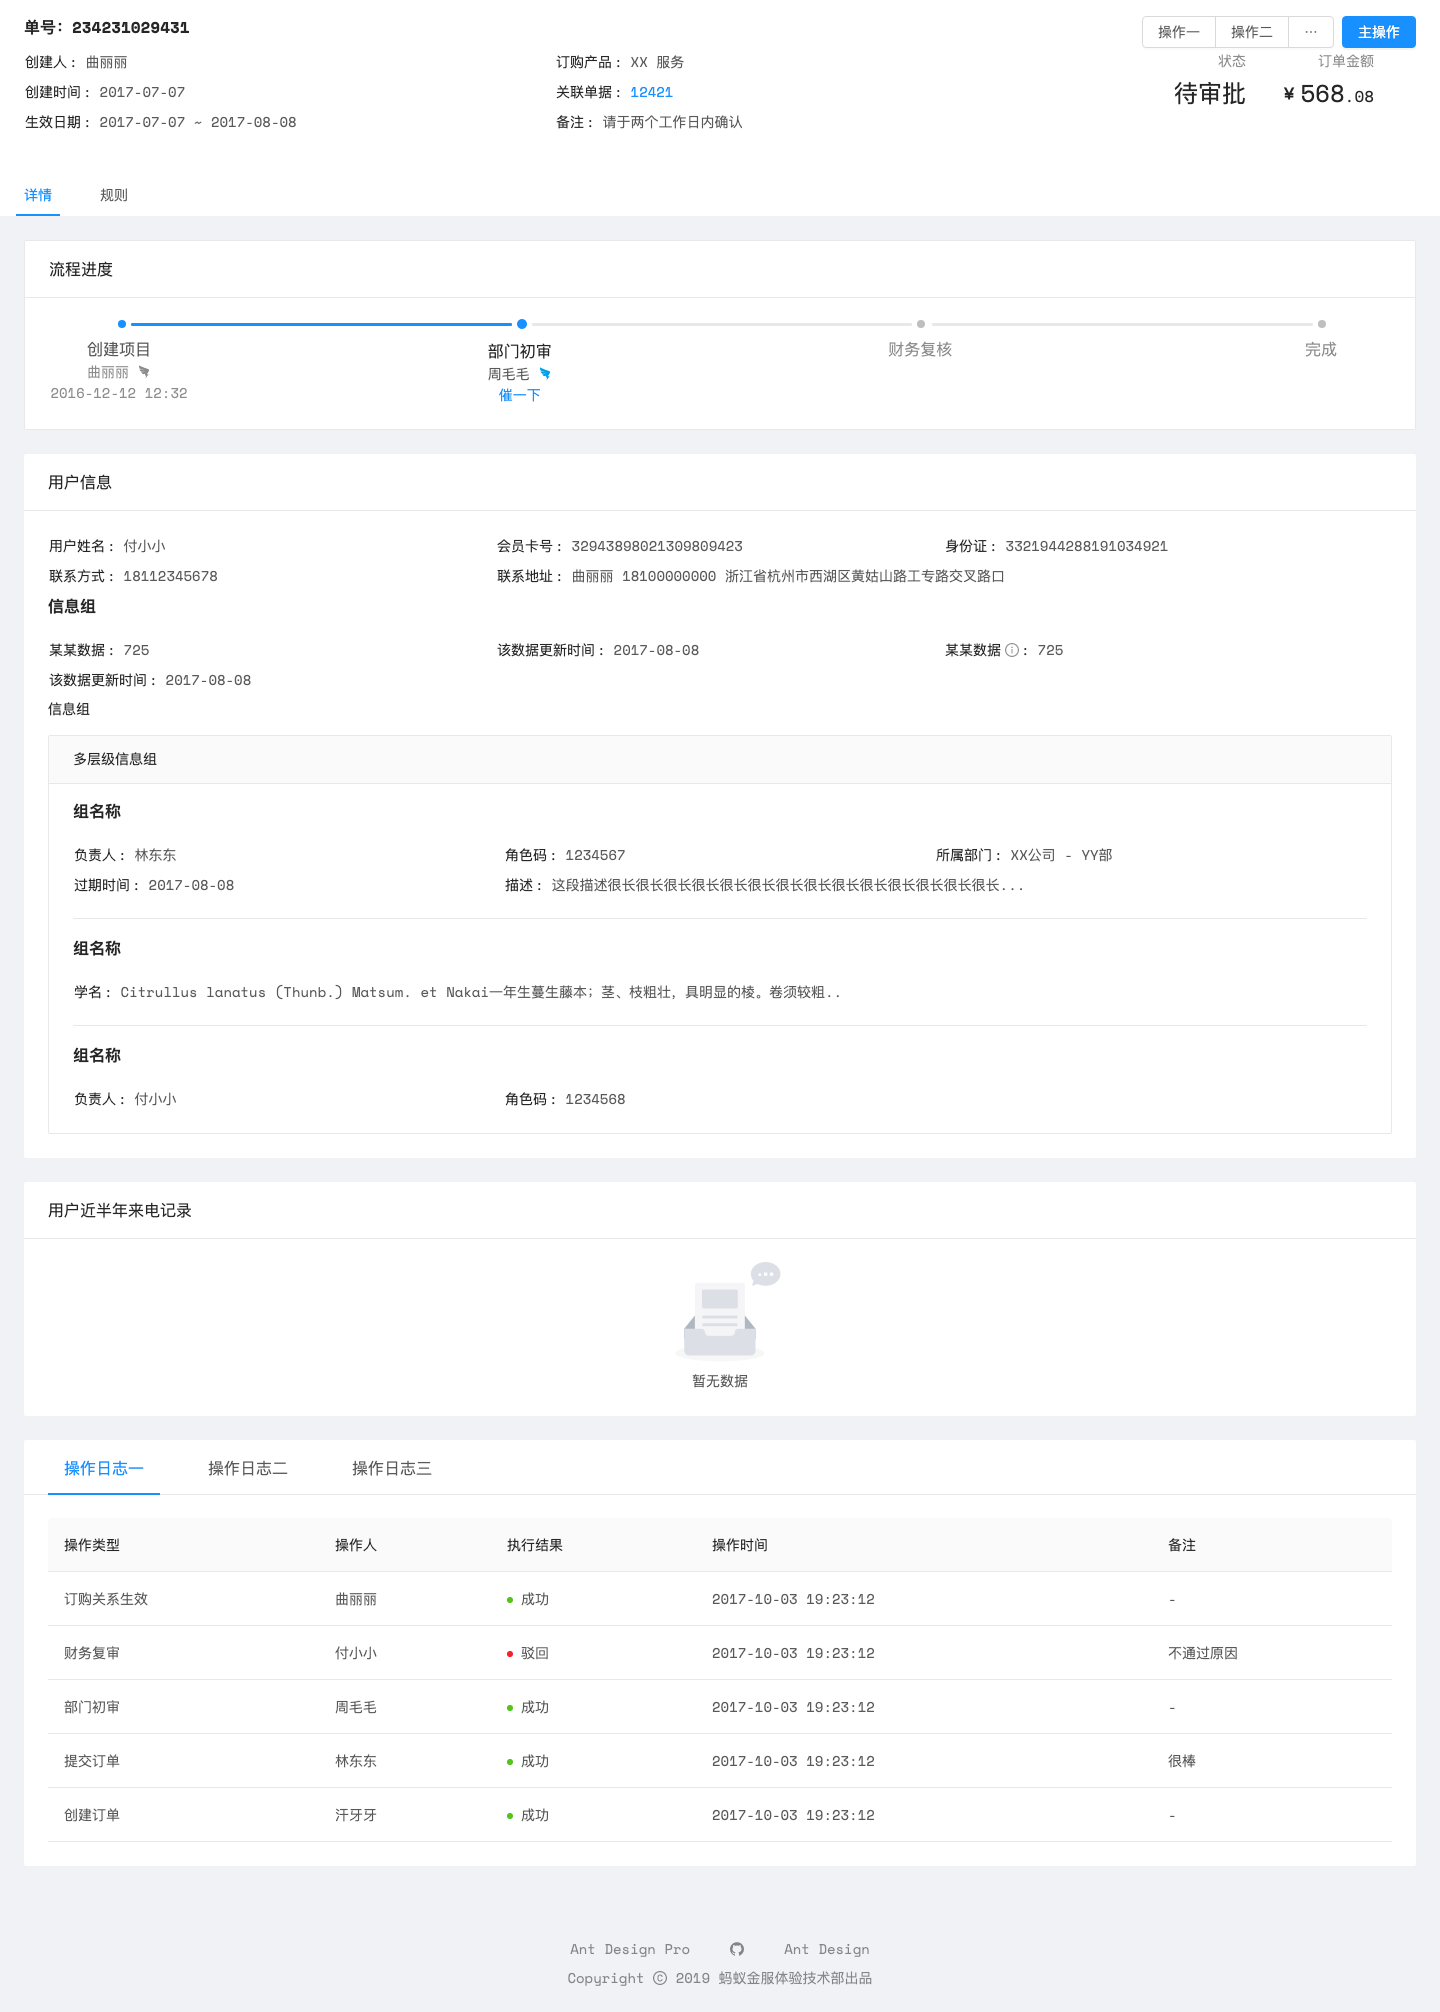 单号：234231029431
操作一 操作二 ··· 主操作
创建人： 曲丽丽 订购产品： XX 服务 状态 订单金额
创建时间： 2017-07-07 关联单据： 12421 待审批 ¥ 568.08
生效日期： 2017-07-07 ~ 2017-08-08 备注： 请于两个工作日内确认
详情 规则
流程进度
创建项目 部门初审 财务复核 完成
曲丽丽 周毛毛
2016-12-12 12:32 催一下
用户信息
用户姓名： 付小小 会员卡号： 32943898021309809423 身份证： 3321944288191034921
联系方式： 18112345678 联系地址： 曲丽丽 18100000000 浙江省杭州市西湖区黄姑山路工专路交叉路口
信息组
某某数据： 725 该数据更新时间： 2017-08-08 某某数据 ： 725
该数据更新时间： 2017-08-08
信息组
多层级信息组
组名称
负责人： 林东东 角色码： 1234567 所属部门： XX公司 - YY部
过期时间： 2017-08-08 描述： 这段描述很长很长很长很长很长很长很长很长很长很长很长很长很长很长...
组名称
学名： Citrullus lanatus (Thunb.) Matsum. et Nakai一年生蔓生藤本；茎、枝粗壮，具明显的棱。卷须较粗..
组名称
负责人： 付小小 角色码： 1234568
用户近半年来电记录
暂无数据
操作日志一 操作日志二 操作日志三
操作类型 操作人 执行结果 操作时间 备注
订购关系生效 曲丽丽 成功 2017-10-03 19:23:12 -
财务复审 付小小 驳回 2017-10-03 19:23:12 不通过原因
部门初审 周毛毛 成功 2017-10-03 19:23:12 -
提交订单 林东东 成功 2017-10-03 19:23:12 很棒
创建订单 汗牙牙 成功 2017-10-03 19:23:12 -
Ant Design Pro Ant Design
Copyright © 2019 蚂蚁金服体验技术部出品